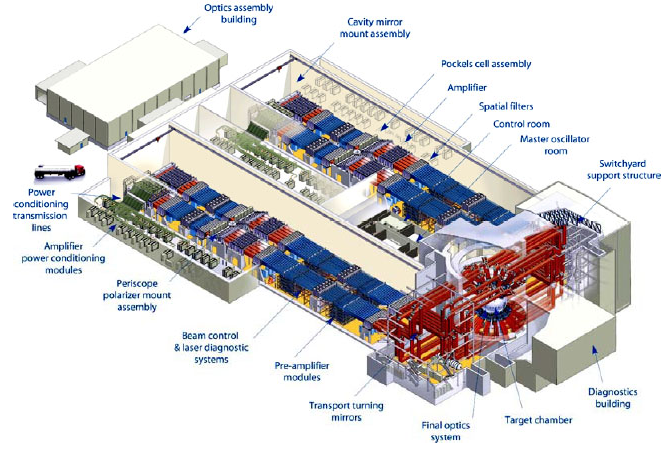 Optics assembly
building
Cavity mirror
mount assembly
Pockels cell assembly
Amplifier
Spatial filters
Control room
Master oscillator
room
Switchyard
support structure
Power
conditioning
transmission
lines
Amplifier
power conditioning
modules
Periscope
polarizer mount
assembly
Beam control
& laser diagnostic
systems
Pre-amplifier
modules
Transport turning
mirrors
Final optics
system
Target chamber
Diagnostics
building